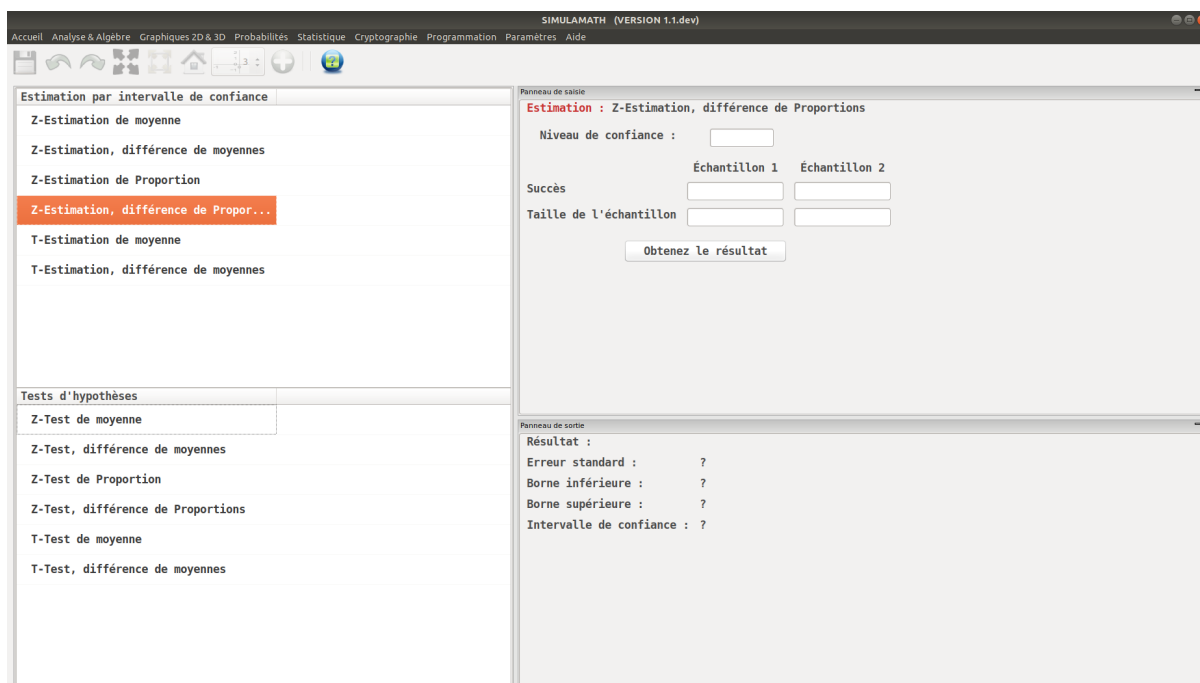 SIMULAMATH (VERSION 1.1.dev)
Accueil Analyse & Algèbre Graphiques 2D & 3D Probabilités Statistique Cryptographie Programmation Paramètres Aide
3
Estimation par intervalle de confiance
Z-Estimation de moyenne
Z-Estimation, différence de moyennes
Z-Estimation de Proportion
Z-Estimation, différence de Propor...
T-Estimation de moyenne
T-Estimation, différence de moyennes
Tests d'hypothèses
Z-Test de moyenne
Z-Test, différence de moyennes
Z-Test de Proportion
Z-Test, différence de Proportions
T-Test de moyenne
T-Test, différence de moyennes
Panneau de saisie
Estimation : Z-Estimation, différence de Proportions
Niveau de confiance :
Échantillon 1 Échantillon 2
Succès
Taille de l'échantillon
Obtenez le résultat
Panneau de sortie
Résultat :
Erreur standard : ?
Borne inférieure : ?
Borne supérieure : ?
Intervalle de confiance : ?